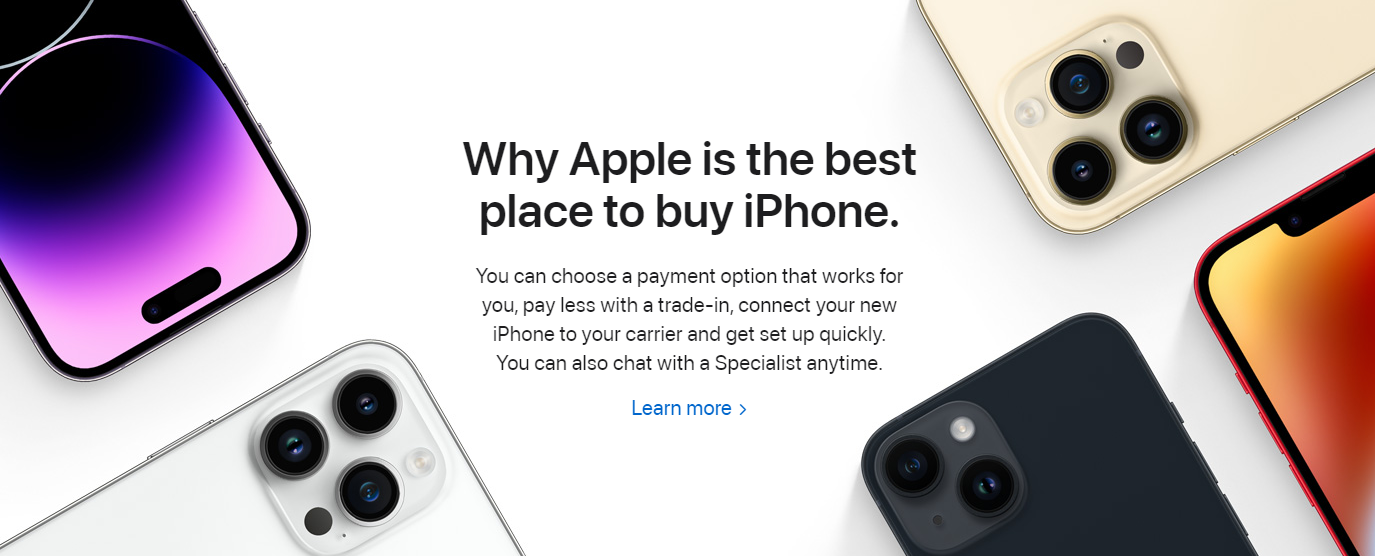 Why Apple is the best
place to buy iPhone.
You can choose a payment option that works for
you, pay less with a trade-in, connect your new
iPhone to your carrier and get set up quickly.
You can also chat with a Specialist anytime.
Learn more >